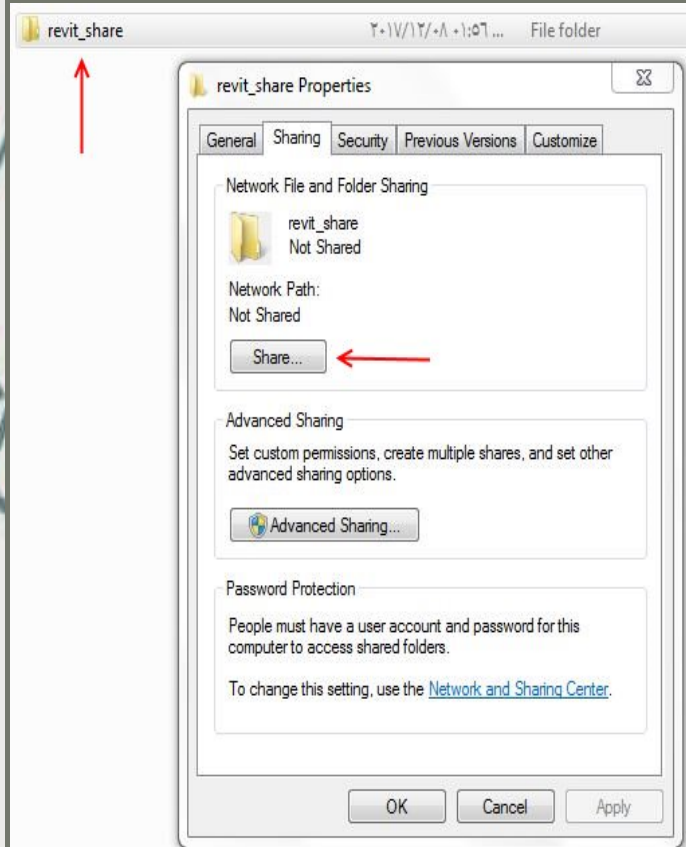 revit_share ٢٠١٧/١٢/٠٨ ٠١:٥٦ ... File folder
revit_share Properties
General Sharing Security Previous Versions Customize
Network File and Folder Sharing
revit_share
Not Shared
Network Path:
Not Shared
Share...
Advanced Sharing
Set custom permissions, create multiple shares, and set other
advanced sharing options.
Advanced Sharing...
Password Protection
People must have a user account and password for this
computer to access shared folders.
To change this setting, use the Network and Sharing Center.
OK Cancel Apply